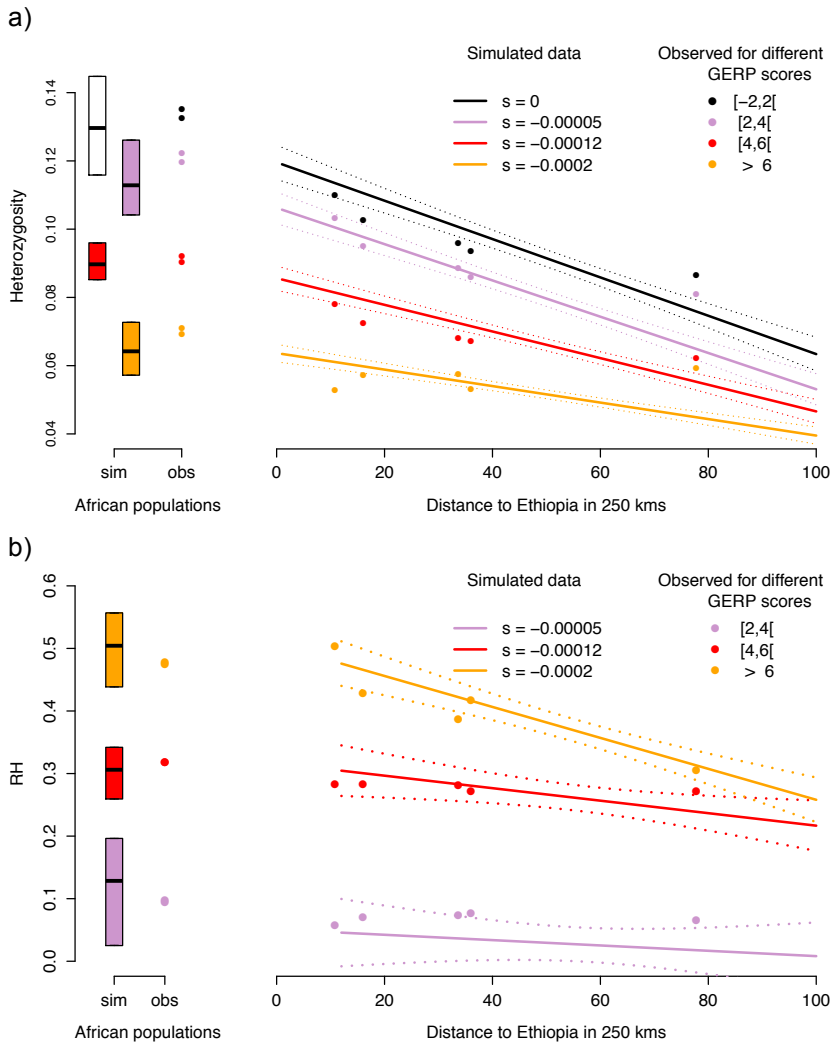 a)
Simulated data
Observed for different
GERP scores
s = 0
s = −0.00005
s = −0.00012
s = −0.0002
[−2,2[
[2,4[
[4,6[
> 6
Heterozygosity
0.14
0.12
0.10
0.08
0.06
0.04
sim
obs
0
20
40
60
80
100
African populations
Distance to Ethiopia in 250 kms
b)
Simulated data
Observed for different
GERP scores
s = −0.00005
s = −0.00012
s = −0.0002
[2,4[
[4,6[
> 6
RH
0.6
0.5
0.4
0.3
0.2
0.1
0.0
sim
obs
0
20
40
60
80
100
African populations
Distance to Ethiopia in 250 kms